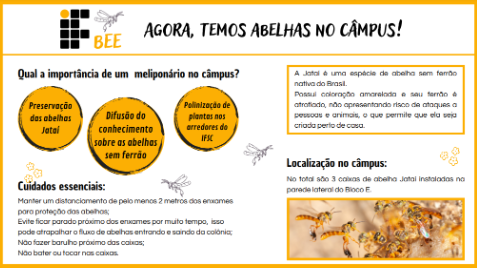 BEE
AGORA, TEMOS ABELHAS NO CÂMPUS!
Qual a importância de um meliponário no câmpus?
Preservação
das abelhas
Jataí
Difusão do
conhecimento
sobre as abelhas
sem ferrão
Polinização de
plantas nos
arredores do
IFSC
Cuidados essenciais:
Manter um distanciamento de pelo menos 2 metros dos enxames
para proteção das abelhas;
Evite ficar parado próximo dos enxames por muito tempo, isso
pode atrapalhar o fluxo de abelhas entrando e saindo da colônia;
Não fazer barulho próximo das caixas;
Não bater ou tocar nas caixas.
A Jataí é uma espécie de abelha sem ferrão
nativa do Brasil.
Possui coloração amarelada e seu ferrão é
atrofiado, não apresentando risco de ataques a
pessoas e animais, o que permite que ela seja
criada perto de casa.
Localização no câmpus:
No total são 3 caixas de abelha Jataí instaladas na
parede lateral do Bloco E.